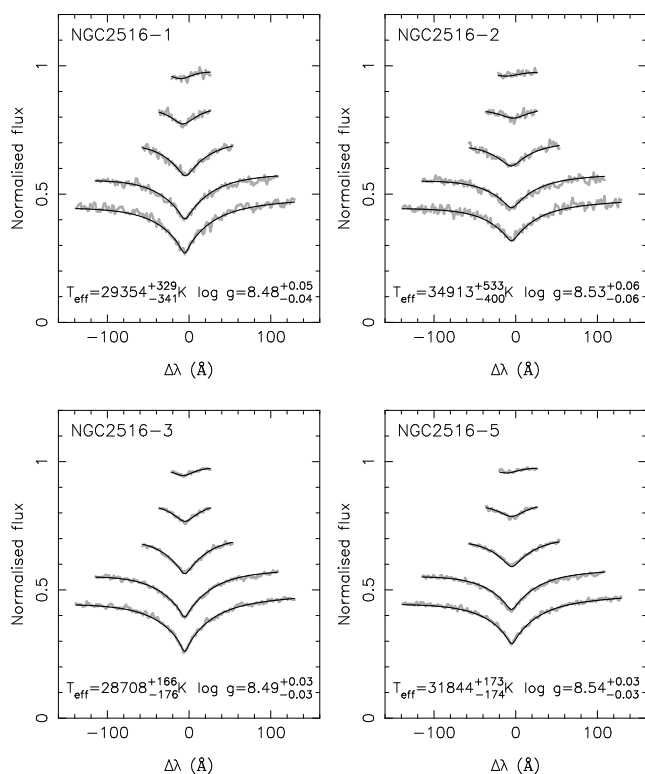 NGC2516−1
Normalised flux
1
0.5
0
T_eff=29354^{+329}_{−341}K log g=8.48^{+0.05}_{−0.04}
−100 0 100
Δλ (Å)
NGC2516−2
Normalised flux
1
0.5
0
T_eff=34913^{+533}_{−400}K log g=8.53^{+0.06}_{−0.06}
−100 0 100
Δλ (Å)
NGC2516−3
Normalised flux
1
0.5
0
T_eff=28708^{+166}_{−176}K log g=8.49^{+0.03}_{−0.03}
−100 0 100
Δλ (Å)
NGC2516−5
Normalised flux
1
0.5
0
T_eff=31844^{+173}_{−174}K log g=8.54^{+0.03}_{−0.03}
−100 0 100
Δλ (Å)